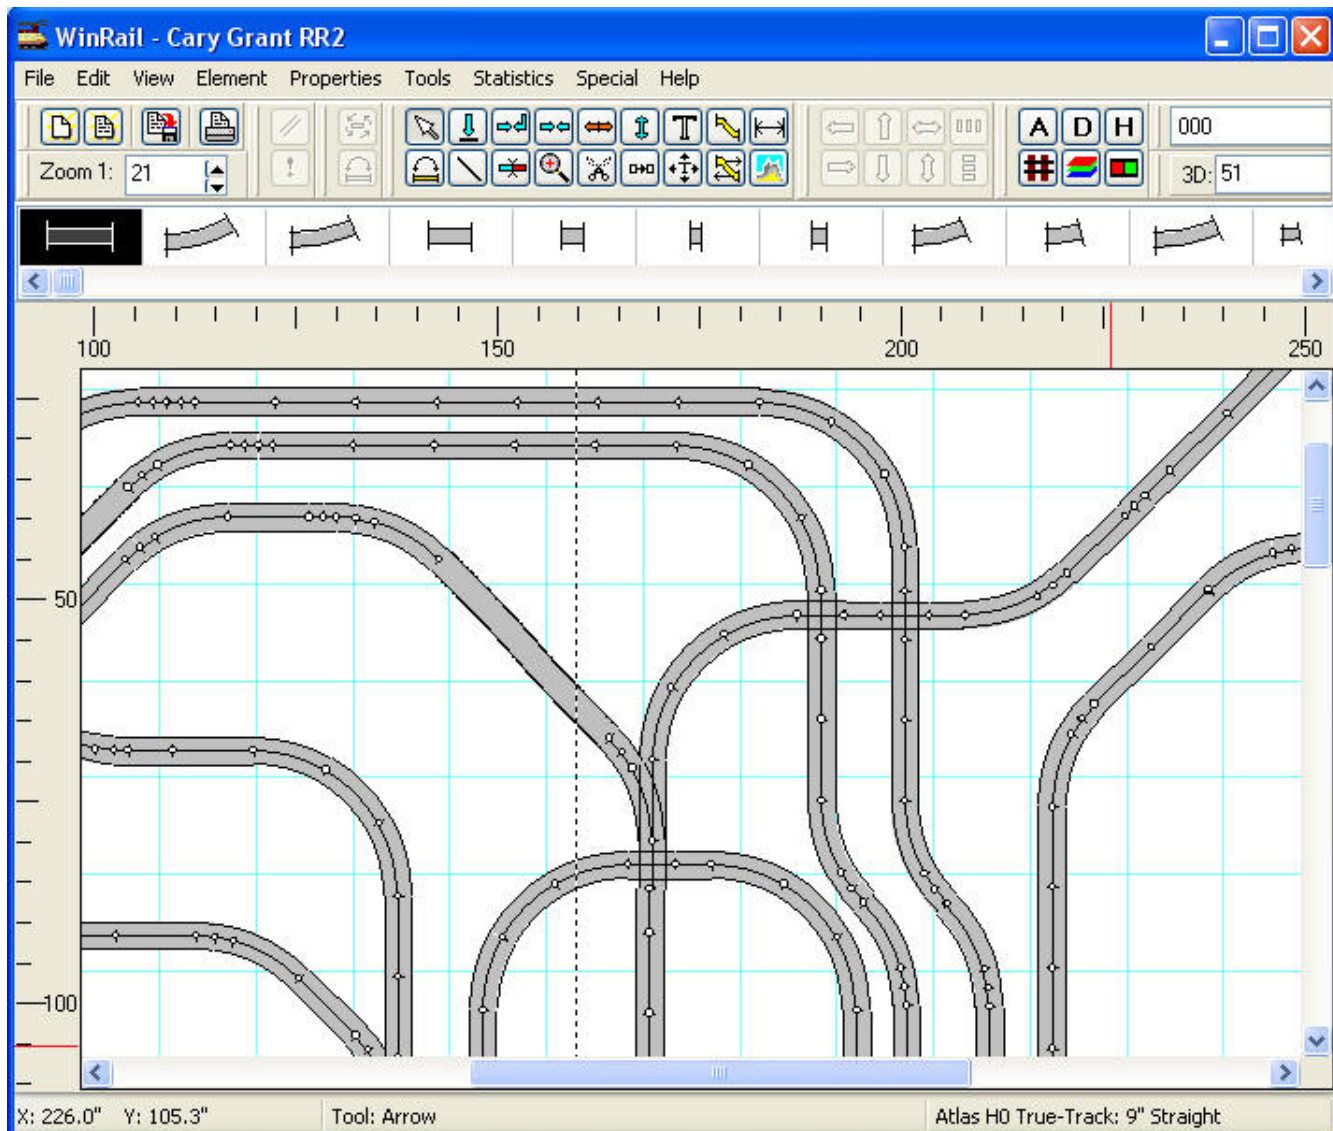 WinRail - Cary Grant RR2
File Edit View Element Properties Tools Statistics Special Help
T A D H 000
Zoom 1: 21 3D: 51
100 150 200 250
50
100
X: 226.0" Y: 105.3" Tool: Arrow Atlas H0 True-Track: 9" Straight